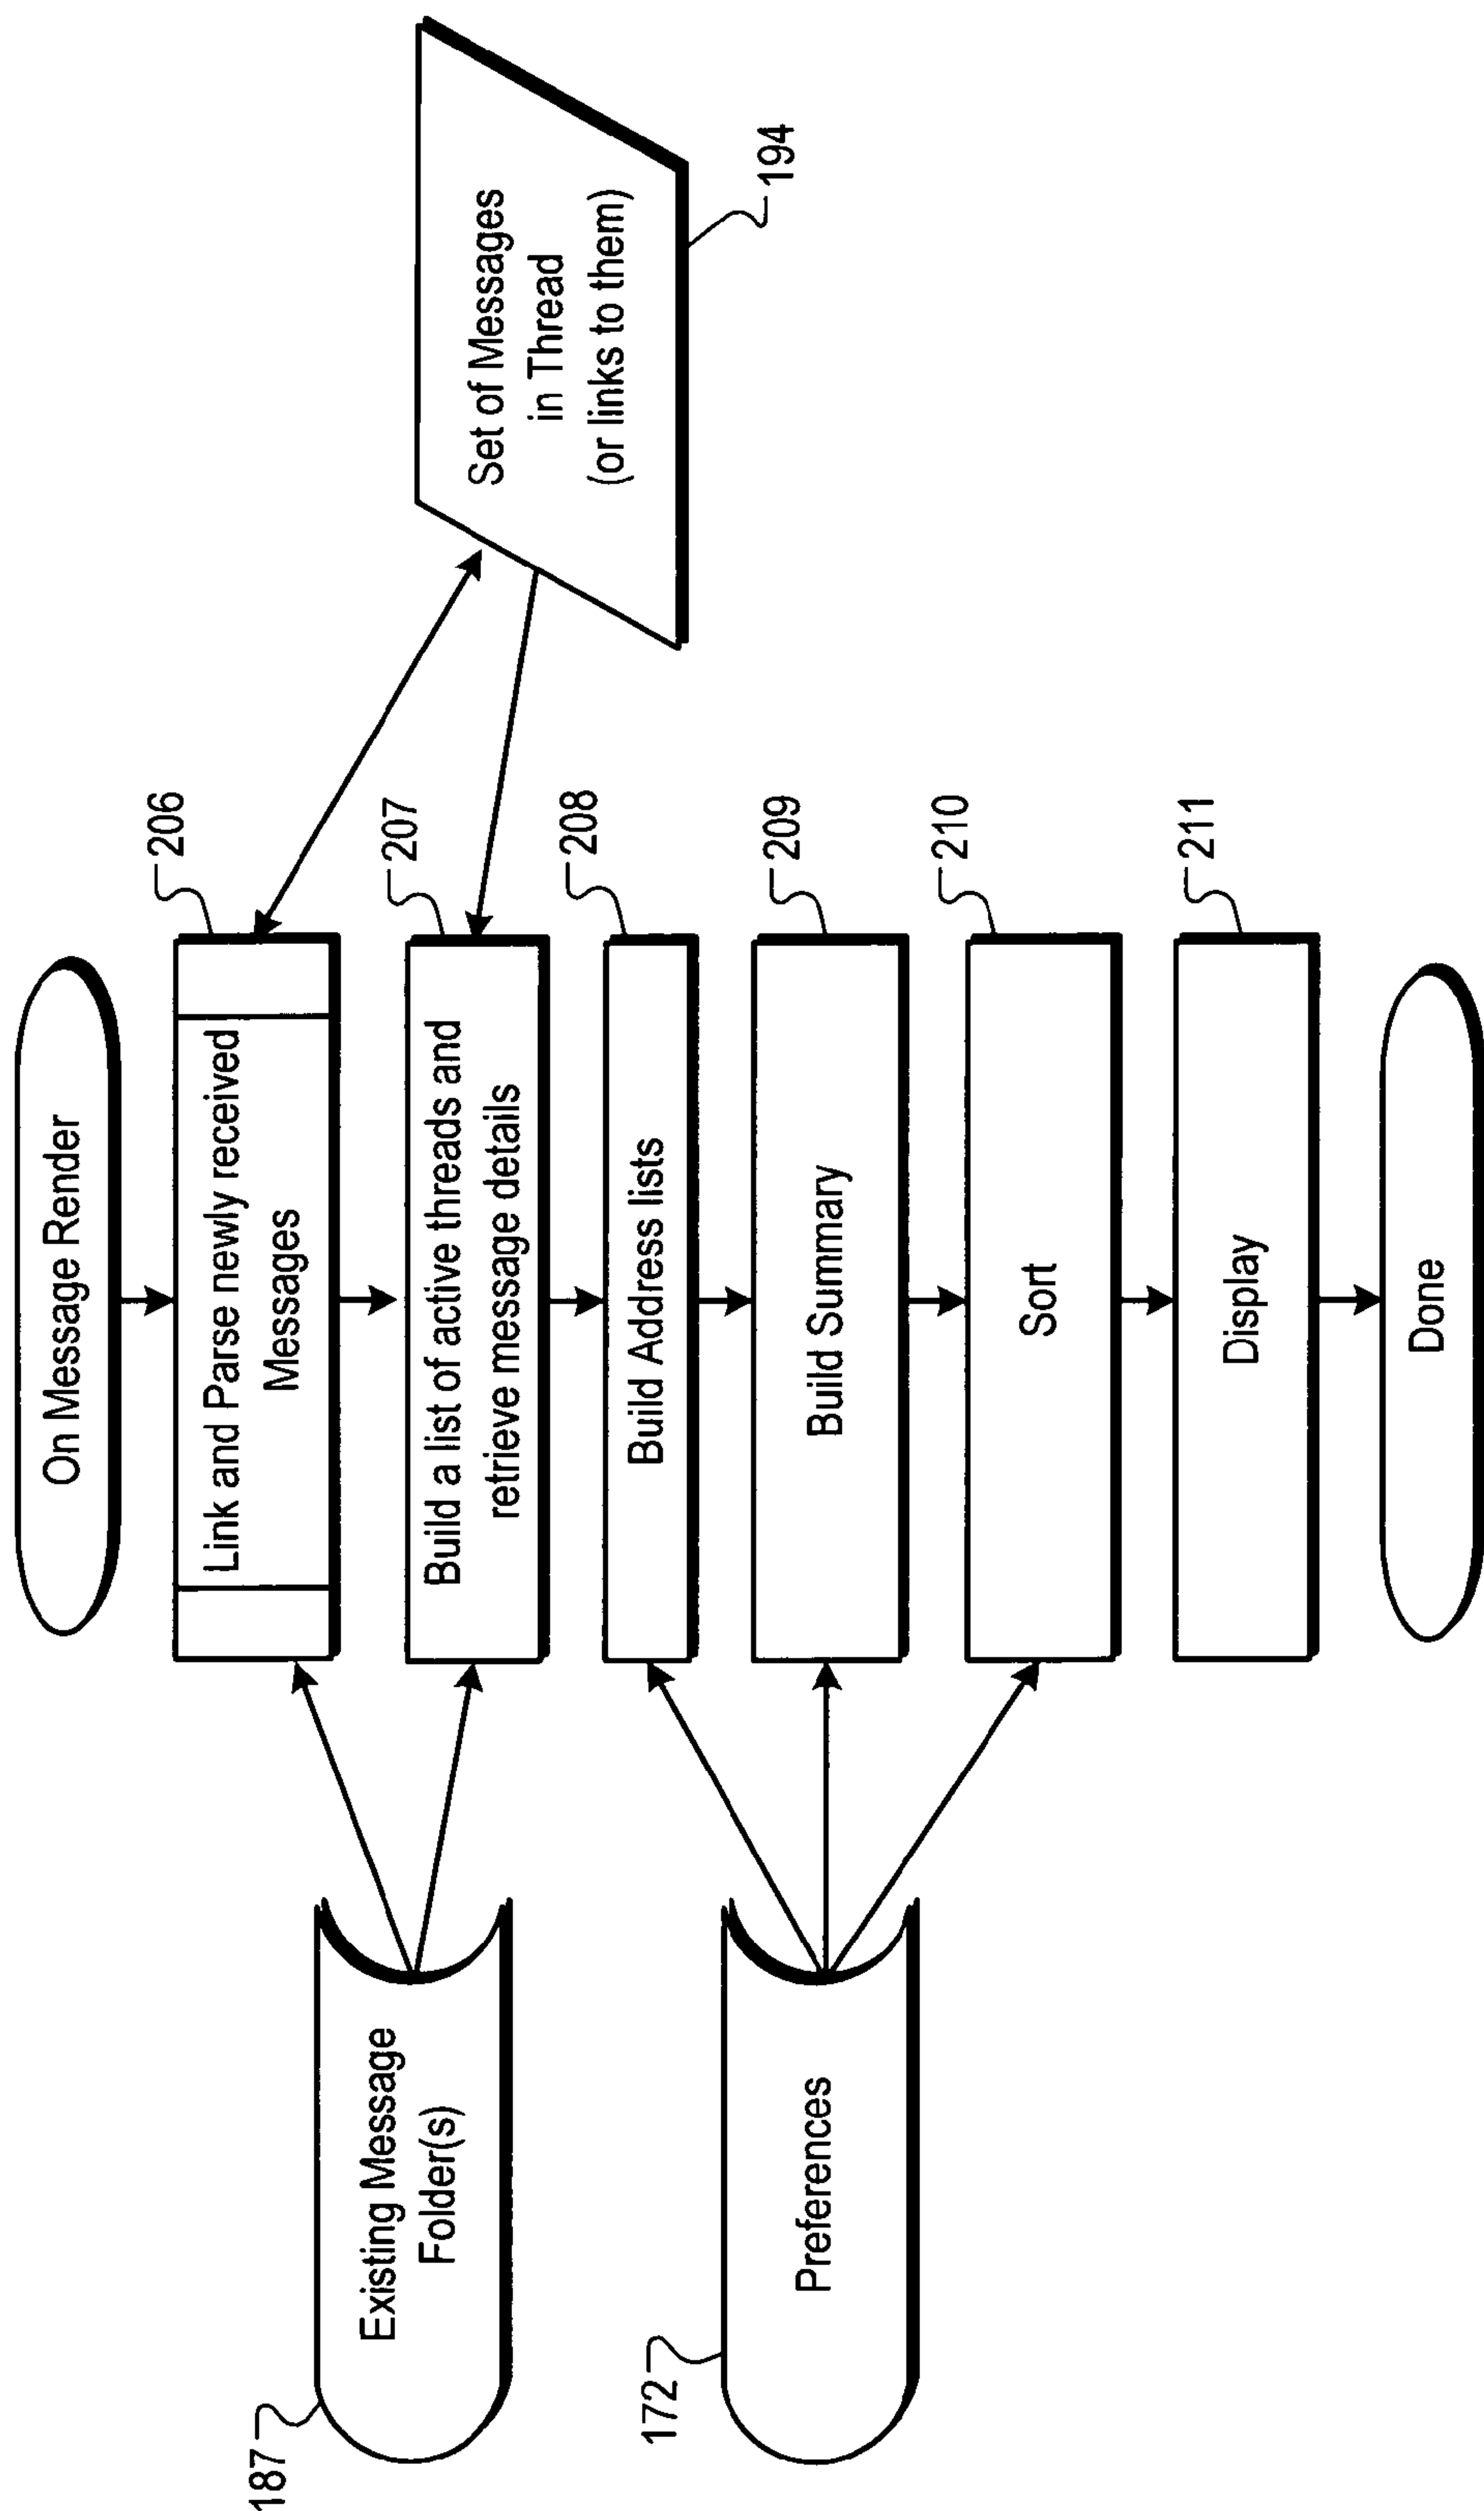 On Message Render
206
Link and Parse newly received
Messages
187
Existing Message
Folder(s)
207
Build a list of active threads and
retrieve message details
Set of Messages
in Thread
(or links to them)
194
208
Build Address lists
172
Preferences
209
Build Summary
210
Sort
211
Display
Done